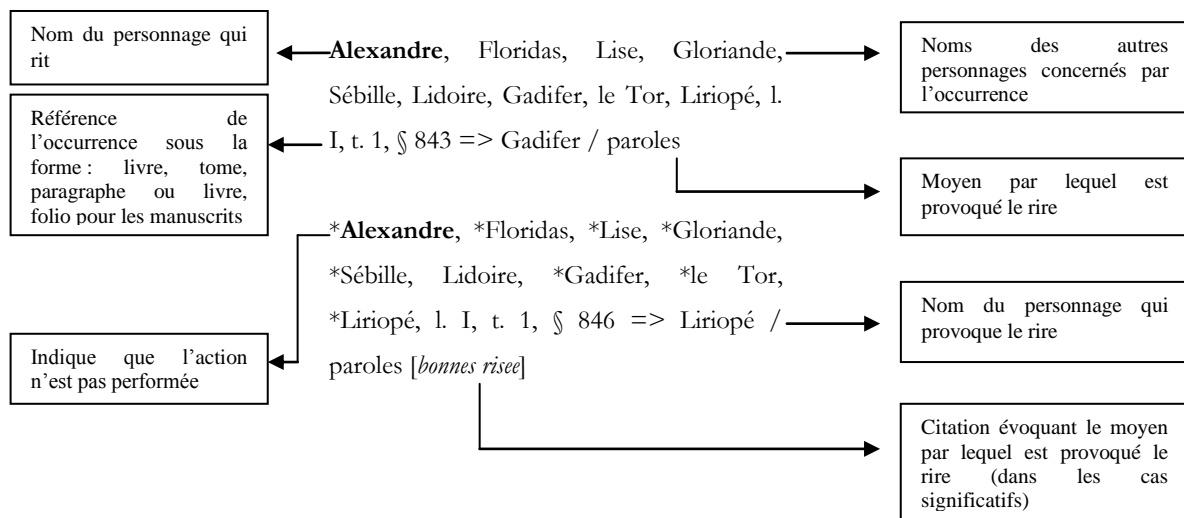 Nom du personnage qui
rit
Référence de
l'occurrence sous la
forme : livre, tome,
paragraphe ou livre,
folio pour les manuscrits
Indique que l'action
n'est pas performée
Alexandre, Floridas, Lise, Gloriande,
Sébille, Lidoire, Gadifer, le Tor, Liriopé, l.
I, t. 1, § 843 => Gadifer / paroles
*Alexandre, *Floridas, *Lise, *Gloriande,
*Sébille, Lidoire, *Gadifer, *le Tor,
*Liriopé, l. I, t. 1, § 846 => Liriopé /
paroles [bonnes risee]
Noms des autres
personnages concernés par
l'occurrence
Moyen par lequel est
provoqué le rire
Nom du personnage qui
provoque le rire
Citation évoquant le moyen
par lequel est provoqué le
rire (dans les cas
significatifs)